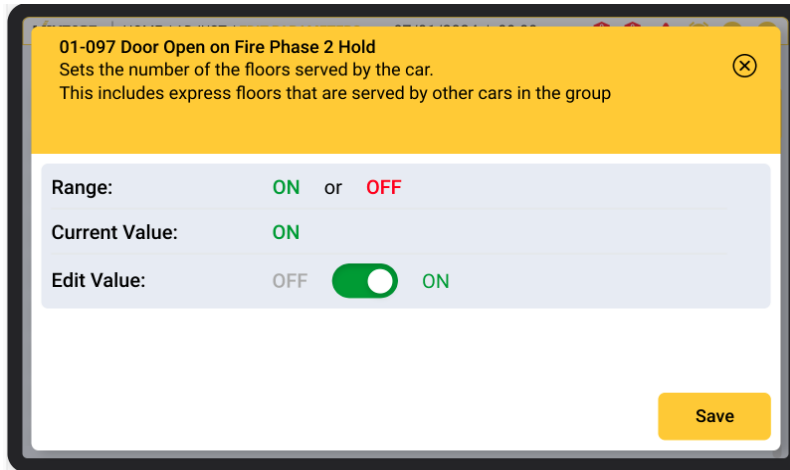 01-097 Door Open on Fire Phase 2 Hold
Sets the number of the floors served by the car.
This includes express floors that are served by other cars in the group
Range: ON or OFF
Current Value: ON
Edit Value: OFF ON
Save